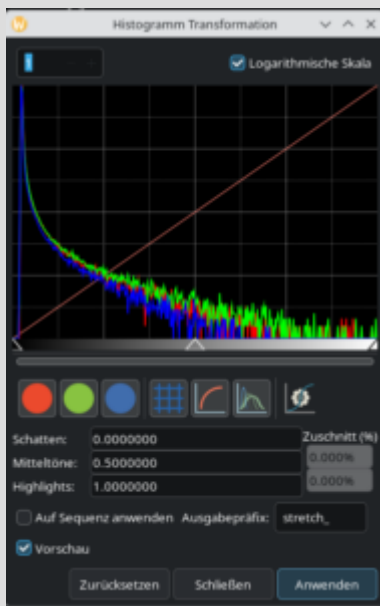 Histogramm Transformation
Logarithmische Skala
Schatten: 0.0000000 Zuschnitt (%)
Mitteltöne: 0.5000000 0.000%
Highlights: 1.0000000 0.000%
Auf Sequenz anwenden Ausgabepräfix: stretch_
Vorschau
Zurücksetzen Schließen Anwenden